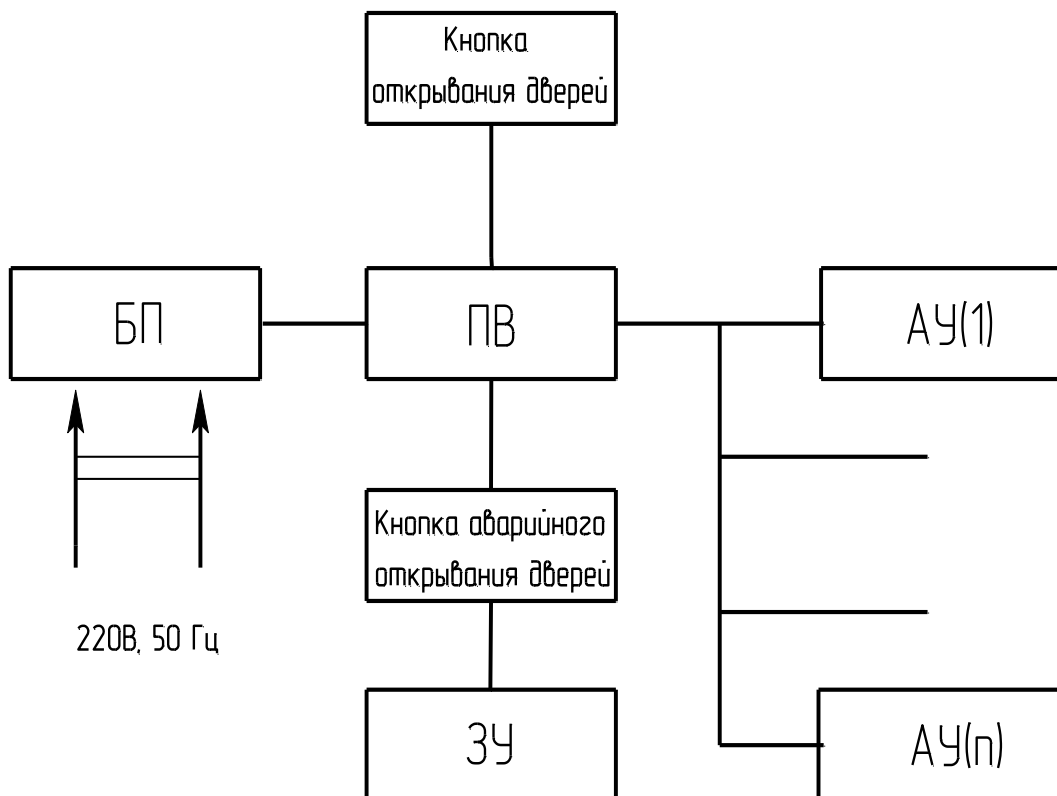 Кнопка
открывания дверей
БП
ПВ
АУ(1)
Кнопка аварийного
открывания дверей
220В, 50 Гц
ЗУ
АУ(n)